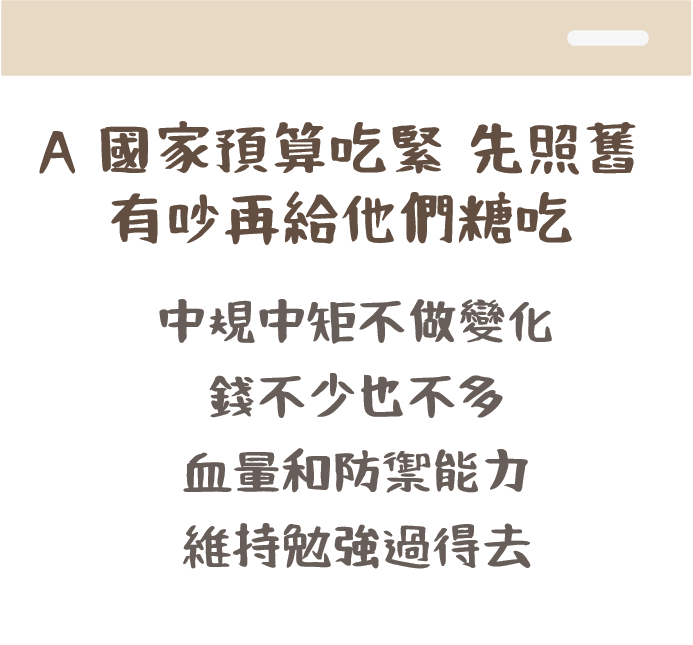 A 國家預算吃緊 先照舊
有吵再給他們糖吃
中規中矩不做變化
錢不少也不多
血量和防禦能力
維持勉強過得去